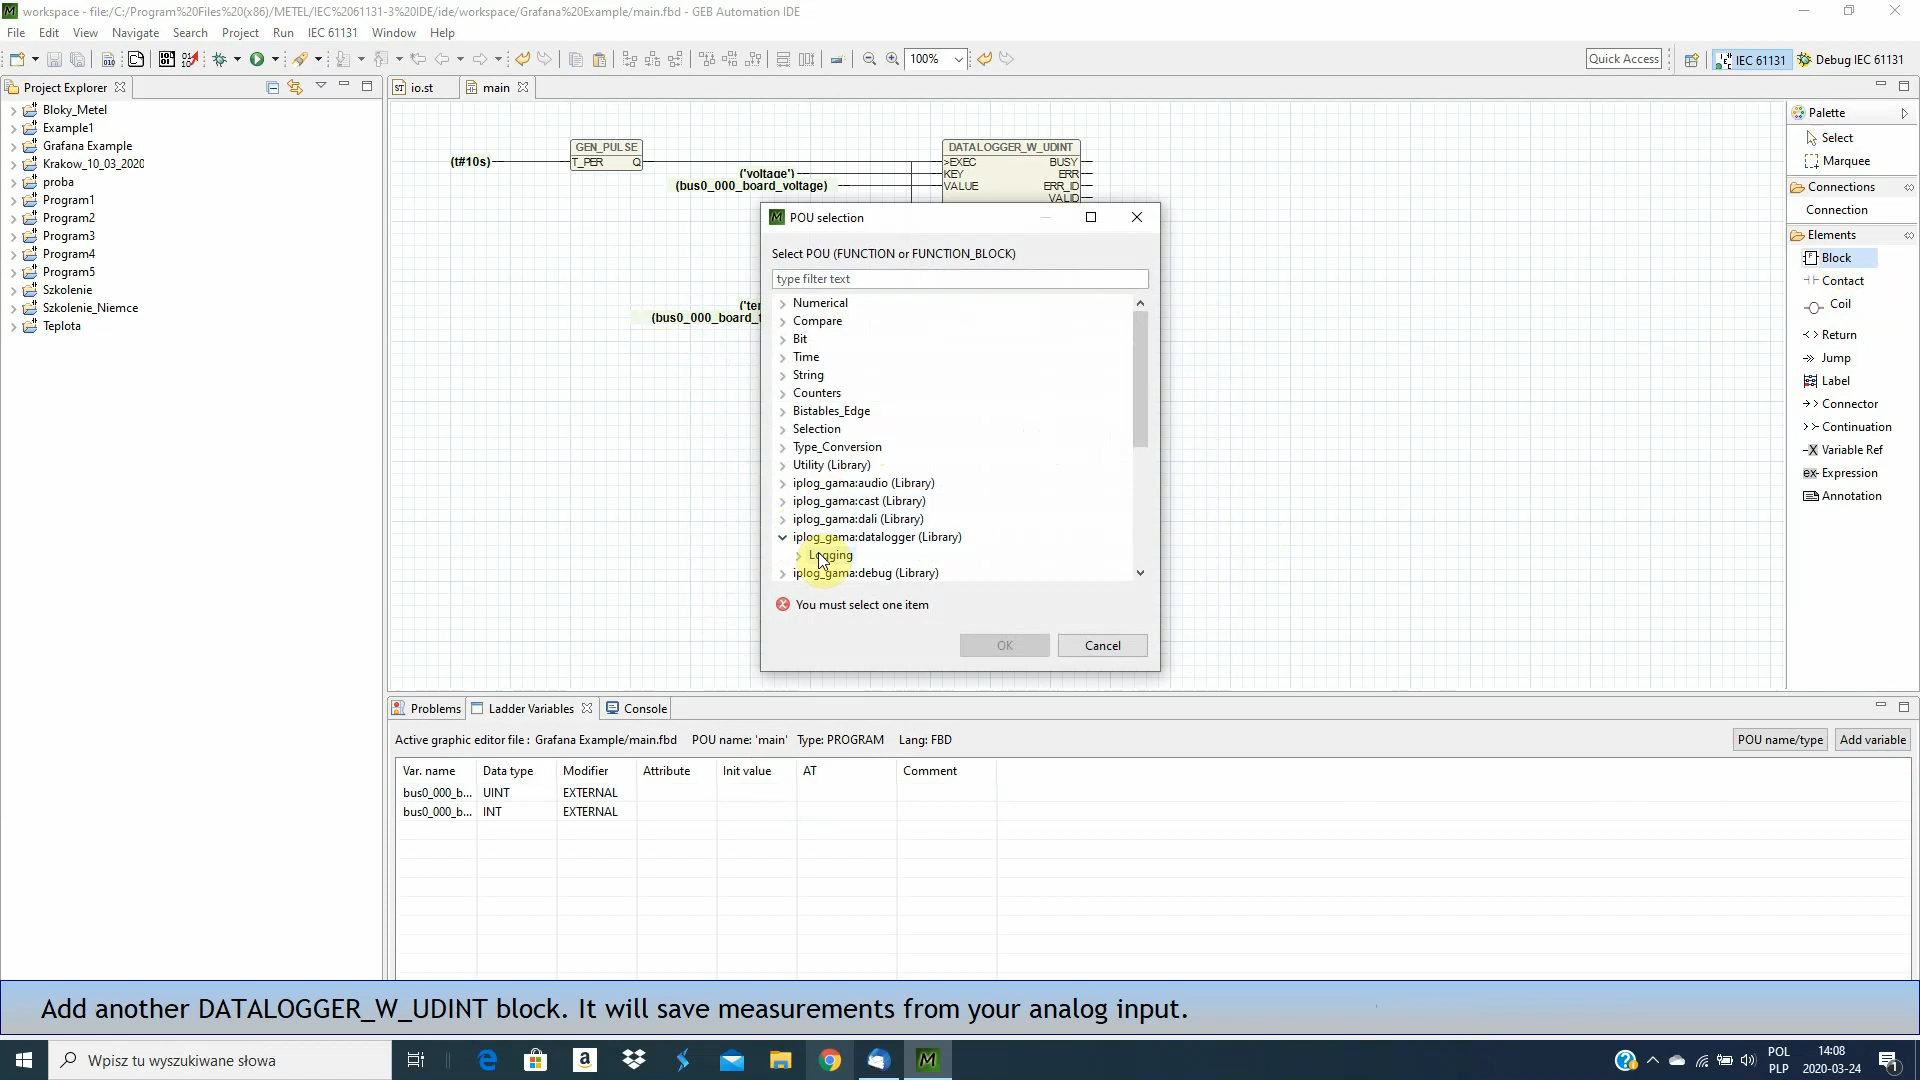 workspace - file:/C:/Program%20Files%20(x86)/METEL/IEC%2061131-3%20IDE/ide/workspace/Grafana%20Example/main.fbd - GEB Automation IDE
File Edit View Navigate Search Project Run IEC 61131 Window Help
100% Quick Access IEC 61131 Debug IEC 61131
Project Explorer
Bloky_Metel
Example1
Grafana Example
Krakow_10_03_2020
proba
Program1
Program2
Program3
Program4
Program5
Szkolenie
Szkolenie_Niemce
Teplota
io.st main
(t#10s)
GEN_PULSE
T_PER Q
('voltage')
(bus0_000_board_voltage)
DATALOGGER_W_UDINT
>EXEC BUSY
KEY ERR
VALUE ERR_ID
VALID
('ter
(bus0_000_board_t
POU selection
Select POU (FUNCTION or FUNCTION_BLOCK)
type filter text
Numerical
Compare
Bit
Time
String
Counters
Bistables_Edge
Selection
Type_Conversion
Utility (Library)
iplog_gama:audio (Library)
iplog_gama:cast (Library)
iplog_gama:dali (Library)
iplog_gama:datalogger (Library)
Logging
iplog_gama:debug (Library)
You must select one item
OK Cancel
Palette
Select
Marquee
Connections
Connection
Elements
Block
Contact
Coil
Return
Jump
Label
Connector
Continuation
Variable Ref
Expression
Annotation
Problems Ladder Variables Console
Active graphic editor file : Grafana Example/main.fbd POU name: 'main' Type: PROGRAM Lang: FBD
POU name/type Add variable
Var. name Data type Modifier Attribute Init value AT Comment
bus0_000_b... UINT EXTERNAL
bus0_000_b... INT EXTERNAL
Add another DATALOGGER_W_UDINT block. It will save measurements from your analog input.
Wpisz tu wyszukiwane słowa
POL
PLP
14:08
2020-03-24
1